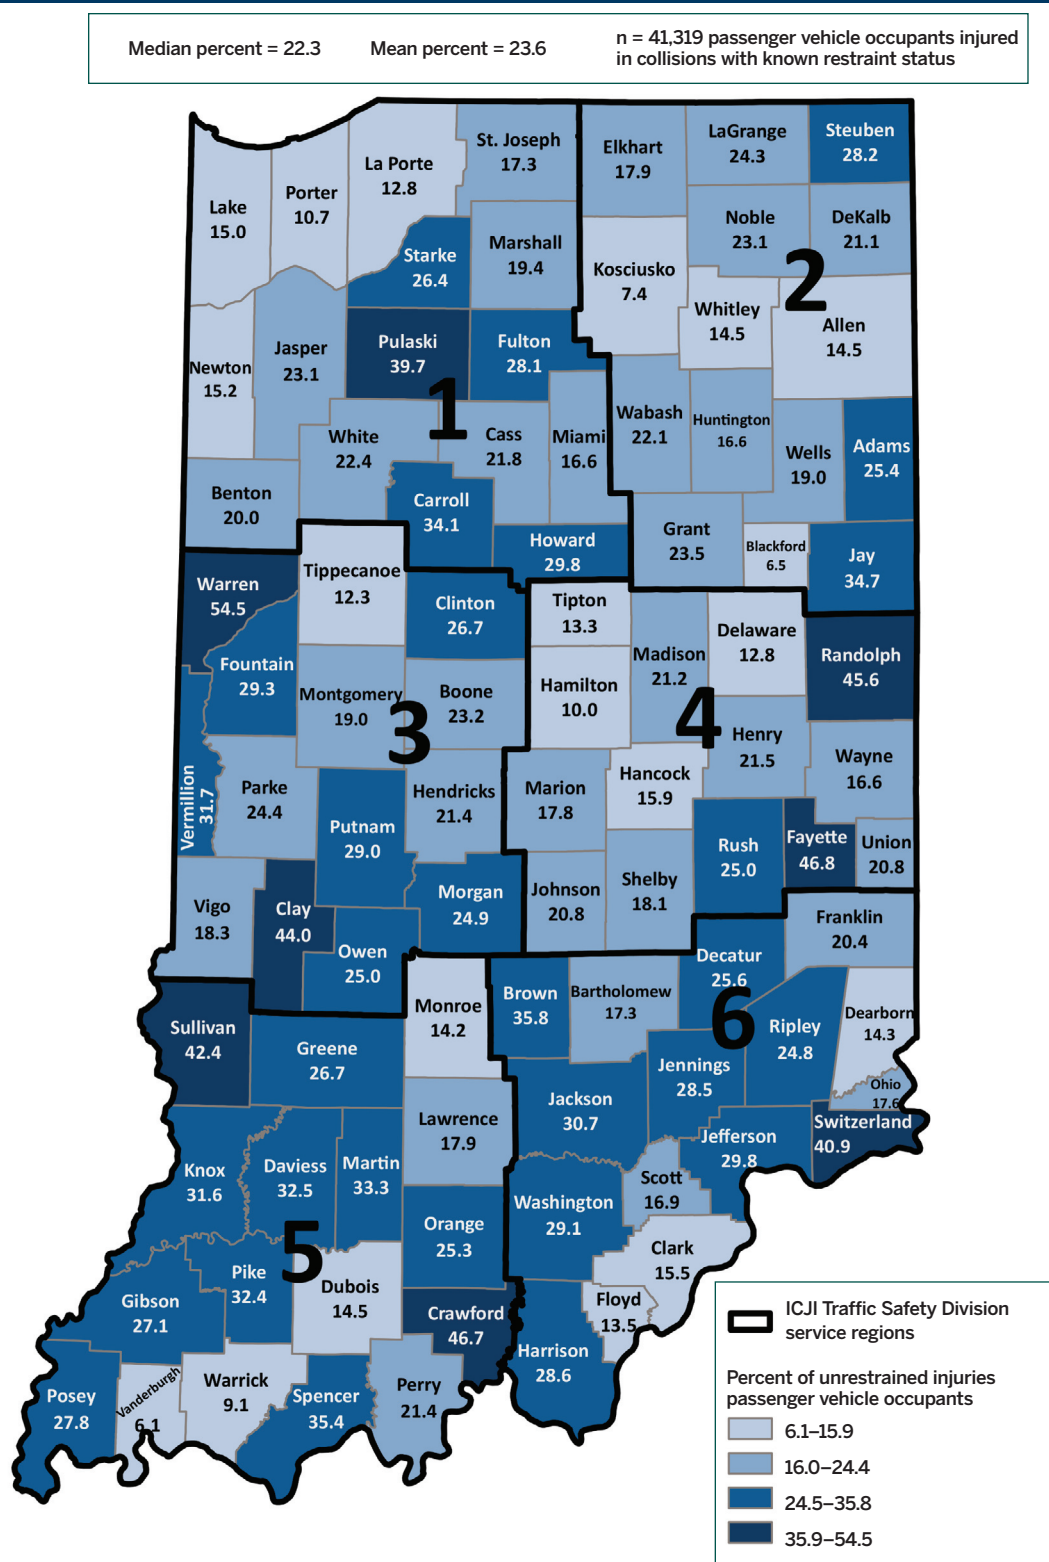 Median percent = 22.3
Mean percent = 23.6
n = 41,319 passenger vehicle occupants injured
in collisions with known restraint status
St. Joseph
17.3
Elkhart
17.9
LaGrange
24.3
Steuben
28.2
La Porte
12.8
Porter
10.7
Lake
15.0
Starke
26.4
Marshall
19.4
Noble
23.1
DeKalb
21.1
Kosciusko
7.4
2
Whitley
14.5
Allen
14.5
Newton
15.2
Jasper
23.1
Pulaski
39.7
Fulton
28.1
1
White
22.4
Cass
21.8
Miami
16.6
Wabash
22.1
Huntington
16.6
Wells
19.0
Adams
25.4
Benton
20.0
Carroll
34.1
Howard
29.8
Grant
23.5
Blackford
6.5
Jay
34.7
Warren
54.5
Tippecanoe
12.3
Clinton
26.7
Tipton
13.3
Madison
21.2
Delaware
12.8
Randolph
45.6
Fountain
29.3
Montgomery
19.0
Boone
23.2
3
Hamilton
10.0
4
Henry
21.5
Wayne
16.6
Vermillion
31.7
Parke
24.4
Putnam
29.0
Hendricks
21.4
Marion
17.8
Hancock
15.9
Rush
25.0
Fayette
46.8
Union
20.8
Vigo
18.3
Clay
44.0
Owen
25.0
Morgan
24.9
Johnson
20.8
Shelby
18.1
Franklin
20.4
Decatur
25.6
6
Sullivan
42.4
Greene
26.7
Monroe
14.2
Brown
35.8
Bartholomew
17.3
Jennings
28.5
Ripley
24.8
Dearborn
14.3
Ohio
17.6
Switzerland
40.9
Jefferson
29.8
Jackson
30.7
Lawrence
17.9
Knox
31.6
Daviess
32.5
Martin
33.3
5
Orange
25.3
Washington
29.1
Scott
16.9
Clark
15.5
Floyd
13.5
Harrison
28.6
Crawford
46.7
Dubois
14.5
Pike
32.4
Gibson
27.1
Posey
27.8
Vanderburgh
6.1
Warrick
9.1
Spencer
35.4
Perry
21.4
ICJI Traffic Safety Division
service regions
Percent of unrestrained injuries
passenger vehicle occupants
6.1–15.9
16.0–24.4
24.5–35.8
35.9–54.5